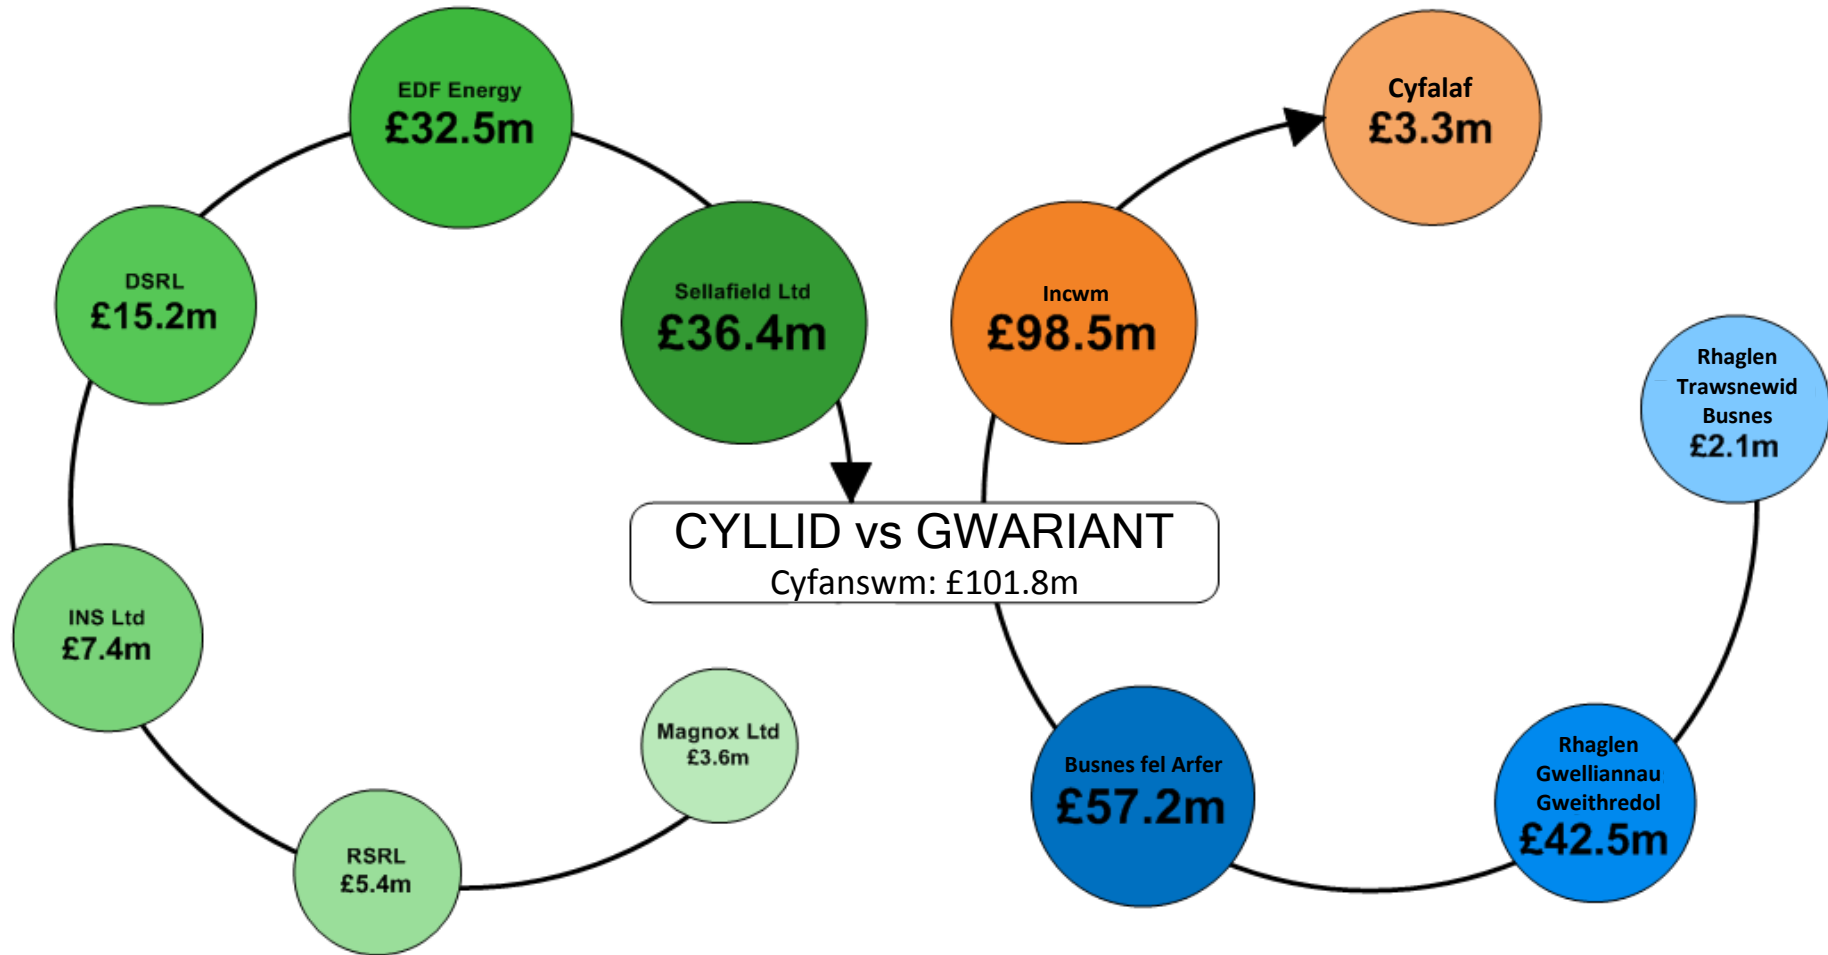 EDF Energy
£32.5m
DSRL
£15.2m
Sellafield Ltd
£36.4m
INS Ltd
£7.4m
RSRL
£5.4m
Magnox Ltd
£3.6m
CYLLID vs GWARIANT
Cyfanswm: £101.8m
Cyfalaf
£3.3m
Incwm
£98.5m
Busnes fel Arfer
£57.2m
Rhaglen
Gwelliannau
Gweithredol
£42.5m
Rhaglen
Trawsnewid
Busnes
£2.1m